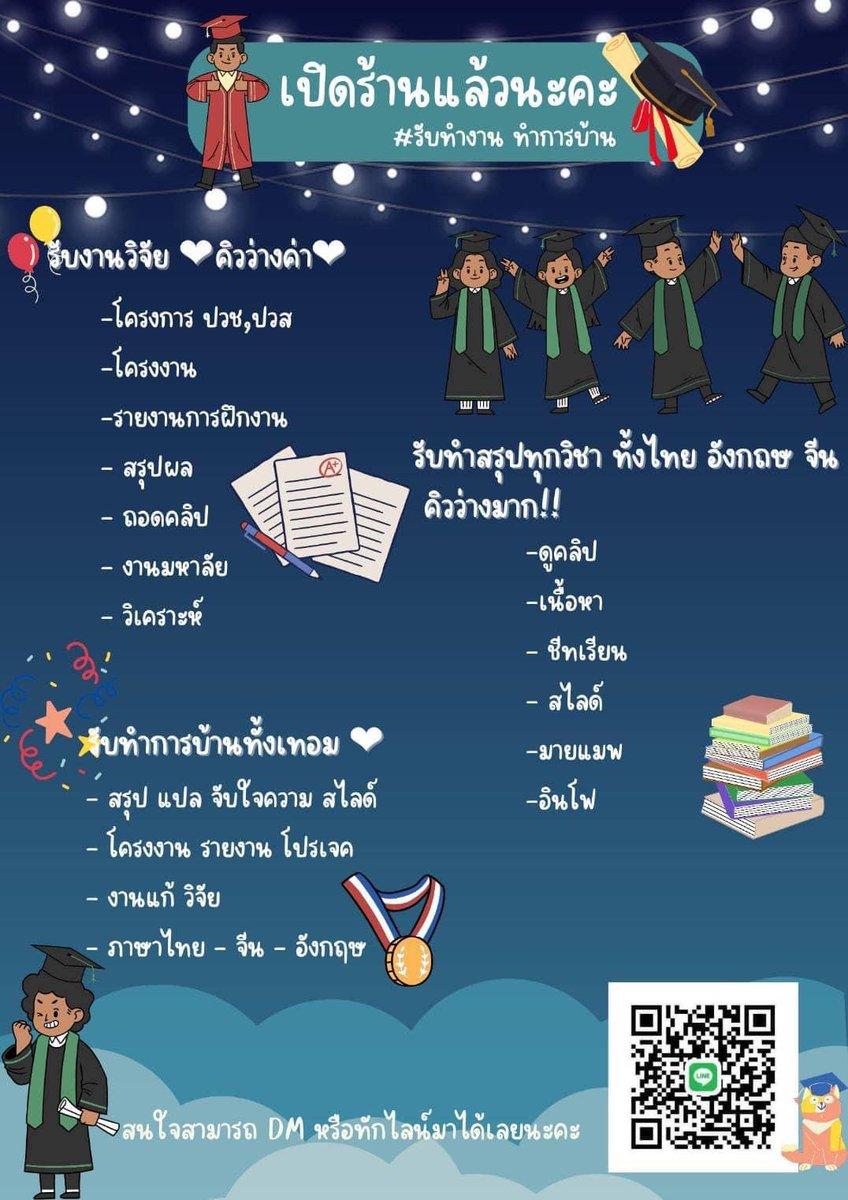 เปิดร้านแล้วนะคะ
#รับทำงาน ทำการบ้าน
รับงานวิจัย ❤คิวว่างค่า❤
-โครงการ ปวช,ปวส
-โครงงาน
-รายงานการฝึกงาน
- สรุปผล
- ถอดคลิป
- งานมหาลัย
- วิเคราะห์
A+
รับทำสรุปทุกวิชา ทั้งไทย อังกฤษ จีน
คิวว่างมาก!!
-ดูคลิป
-เนื้อหา
- ชีทเรียน
- สไลด์
-มายแมพ
-อินโฟ
รับทำการบ้านทั้งเทอม ❤
- สรุป แปล จับใจความ สไลด์
- โครงงาน รายงาน โปรเจค
- งานแก้ วิจัย
- ภาษาไทย - จีน - อังกฤษ
LINE
สนใจสามารถ DM หรือทักไลน์มาได้เลยนะคะ